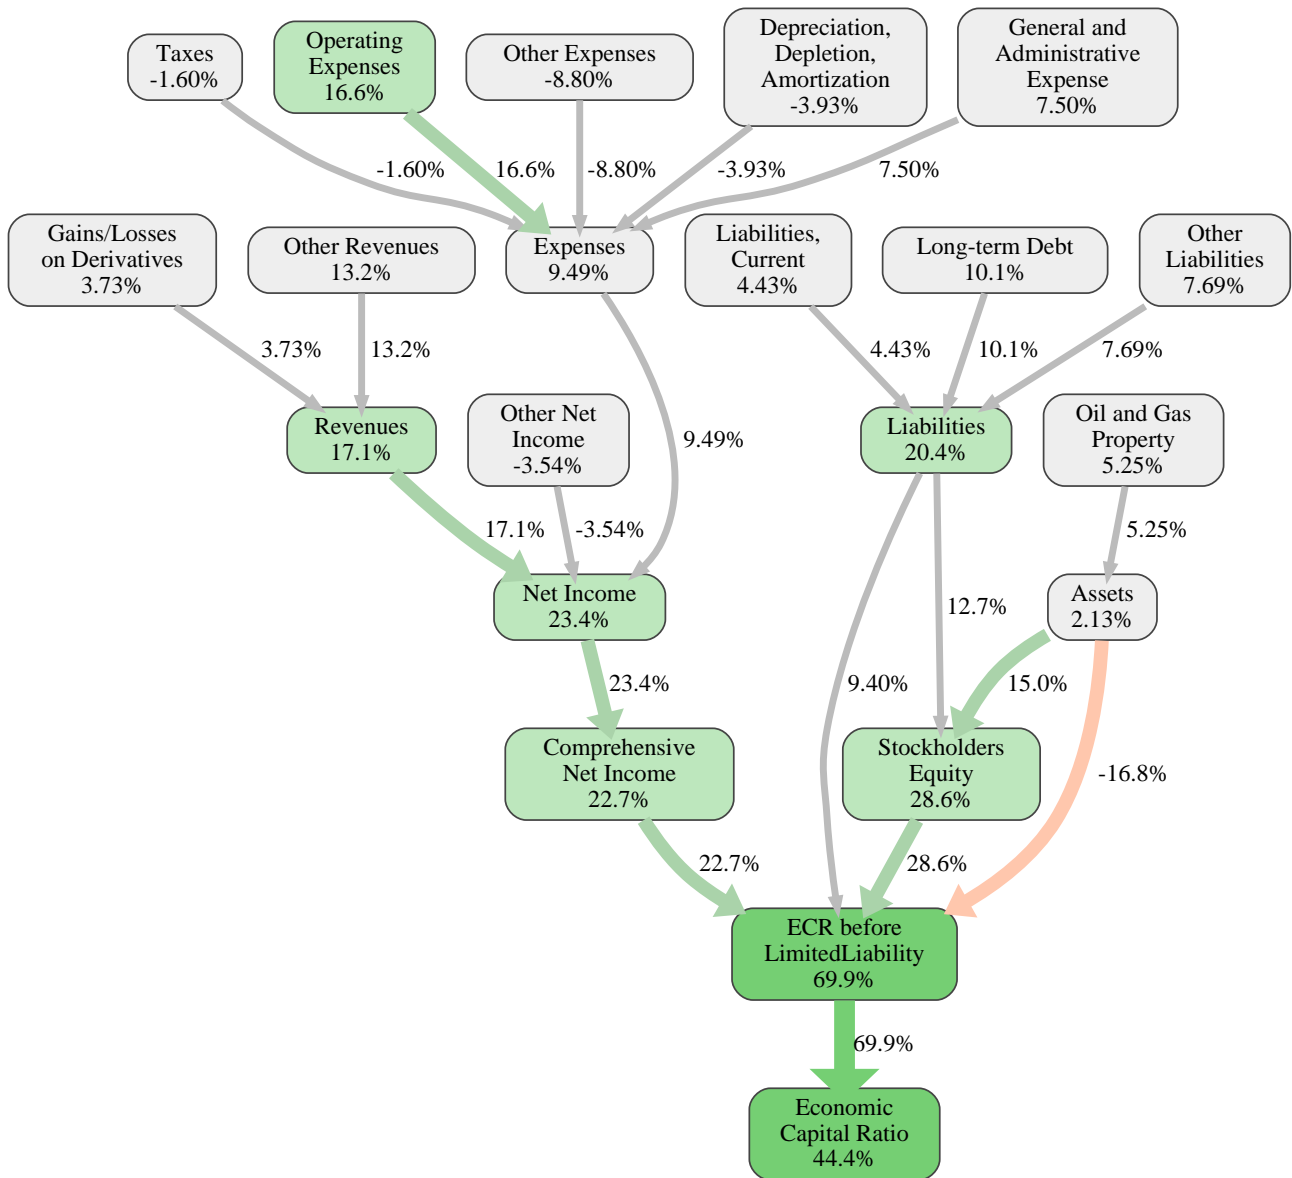 Taxes
-1.60%
Operating
Expenses
16.6%
Other Expenses
-8.80%
Depreciation,
Depletion,
Amortization
-3.93%
General and
Administrative
Expense
7.50%
-1.60%
16.6%
-8.80%
-3.93%
7.50%
Gains/Losses
on Derivatives
3.73%
Other Revenues
13.2%
Expenses
9.49%
Liabilities,
Current
4.43%
Long-term Debt
10.1%
Other
Liabilities
7.69%
3.73%
13.2%
4.43%
10.1%
7.69%
Revenues
17.1%
Other Net
Income
-3.54%
9.49%
Liabilities
20.4%
Oil and Gas
Property
5.25%
17.1%
-3.54%
5.25%
Net Income
23.4%
12.7%
Assets
2.13%
23.4%
9.40%
15.0%
Comprehensive
Net Income
22.7%
Stockholders
Equity
28.6%
-16.8%
22.7%
28.6%
ECR before
LimitedLiability
69.9%
69.9%
Economic
Capital Ratio
44.4%